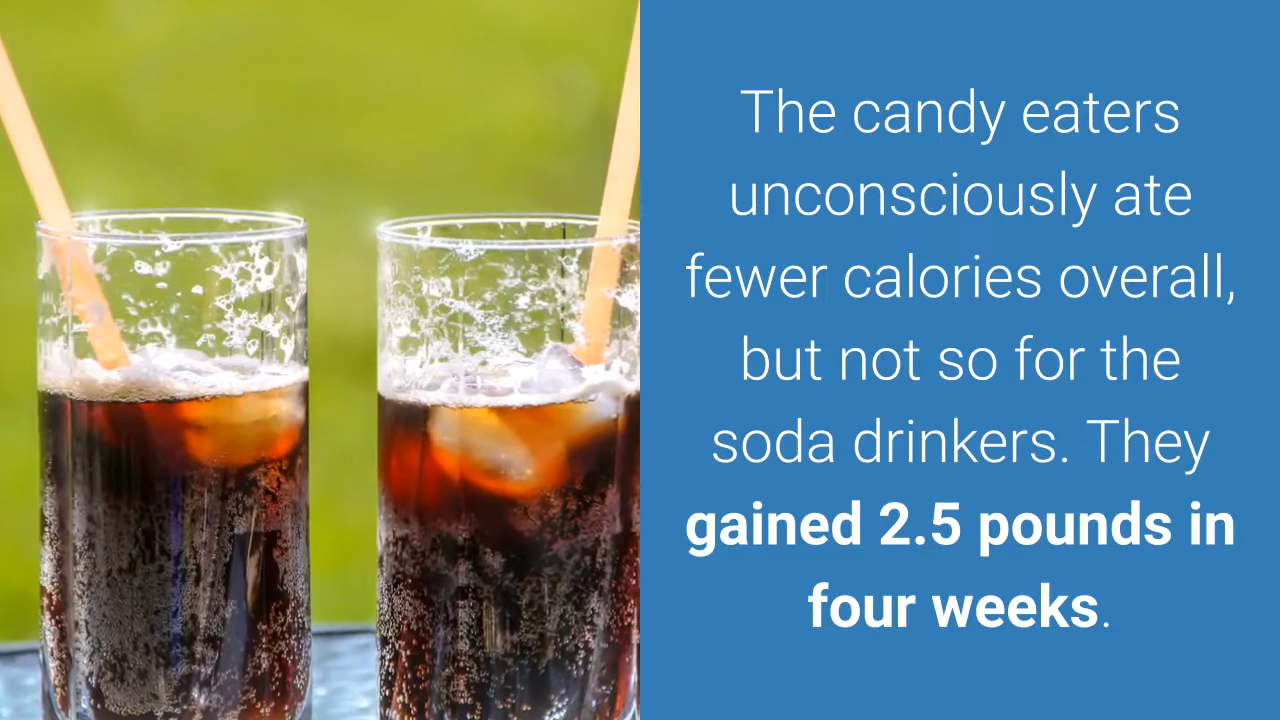 The candy eaters
unconsciously ate
fewer calories overall,
but not so for the
soda drinkers. They
gained 2.5 pounds in
four weeks.